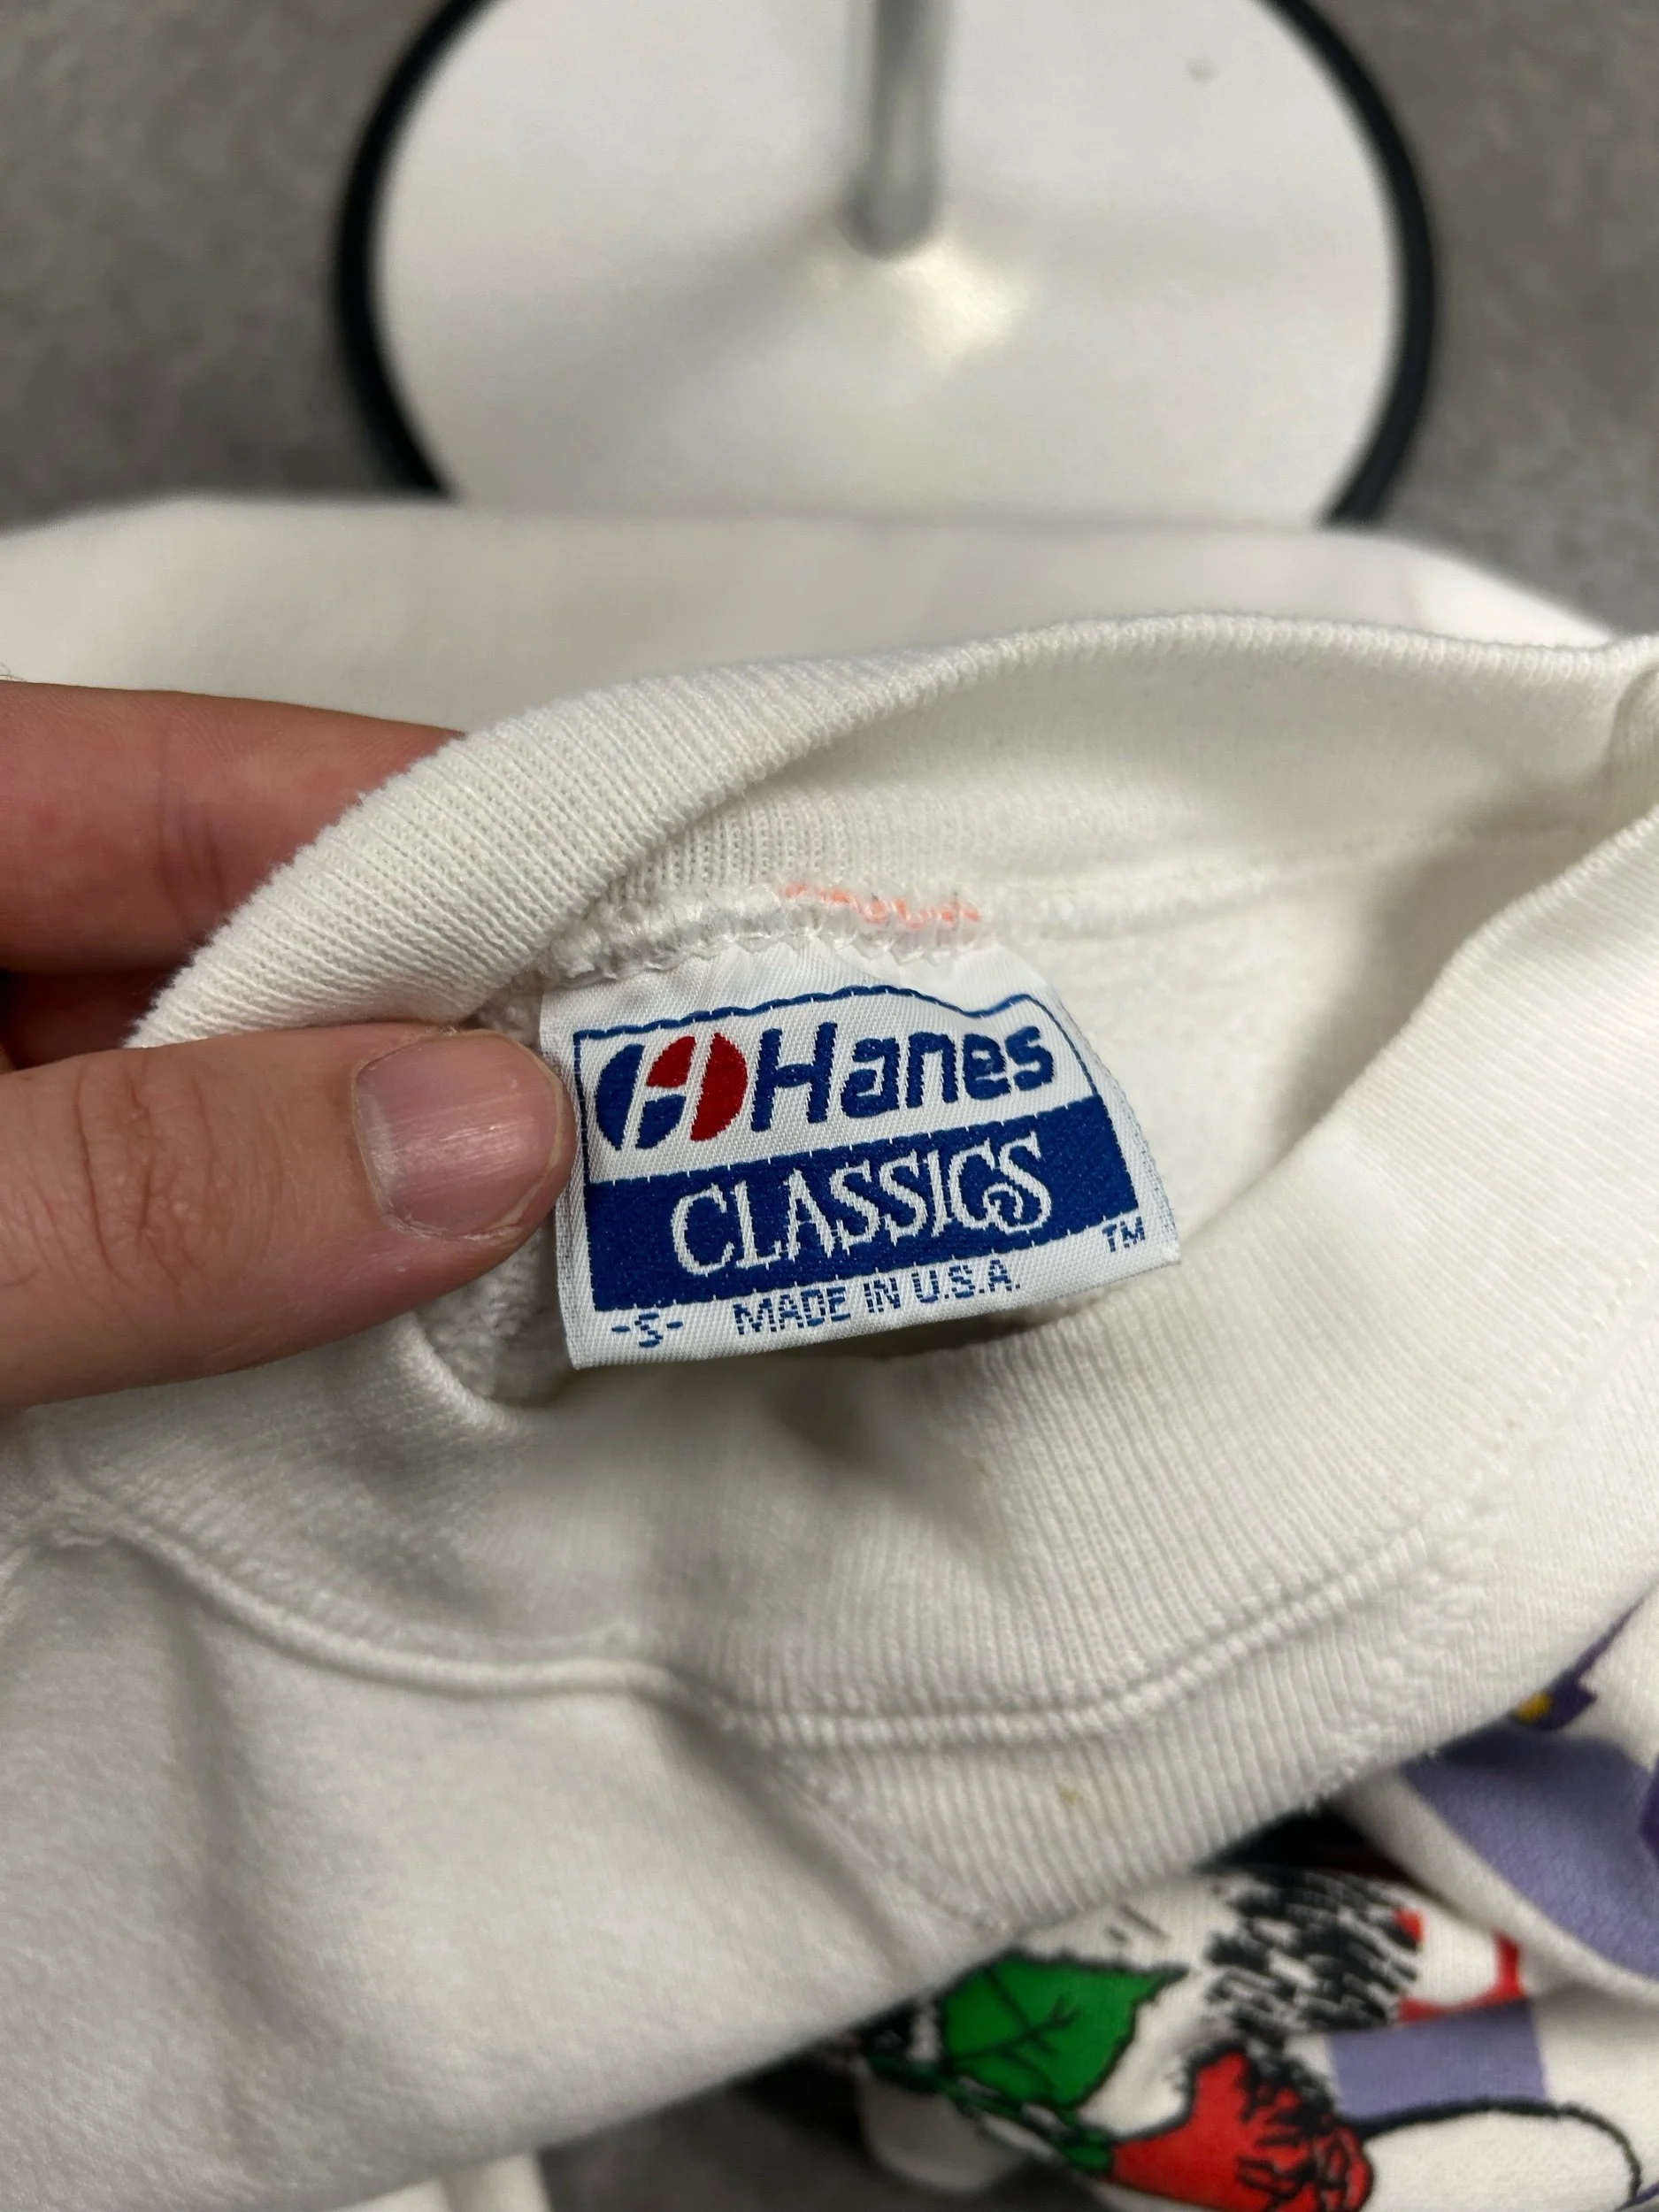 Hanes
CLASSICS
TM
-S- MADE IN U.S.A.